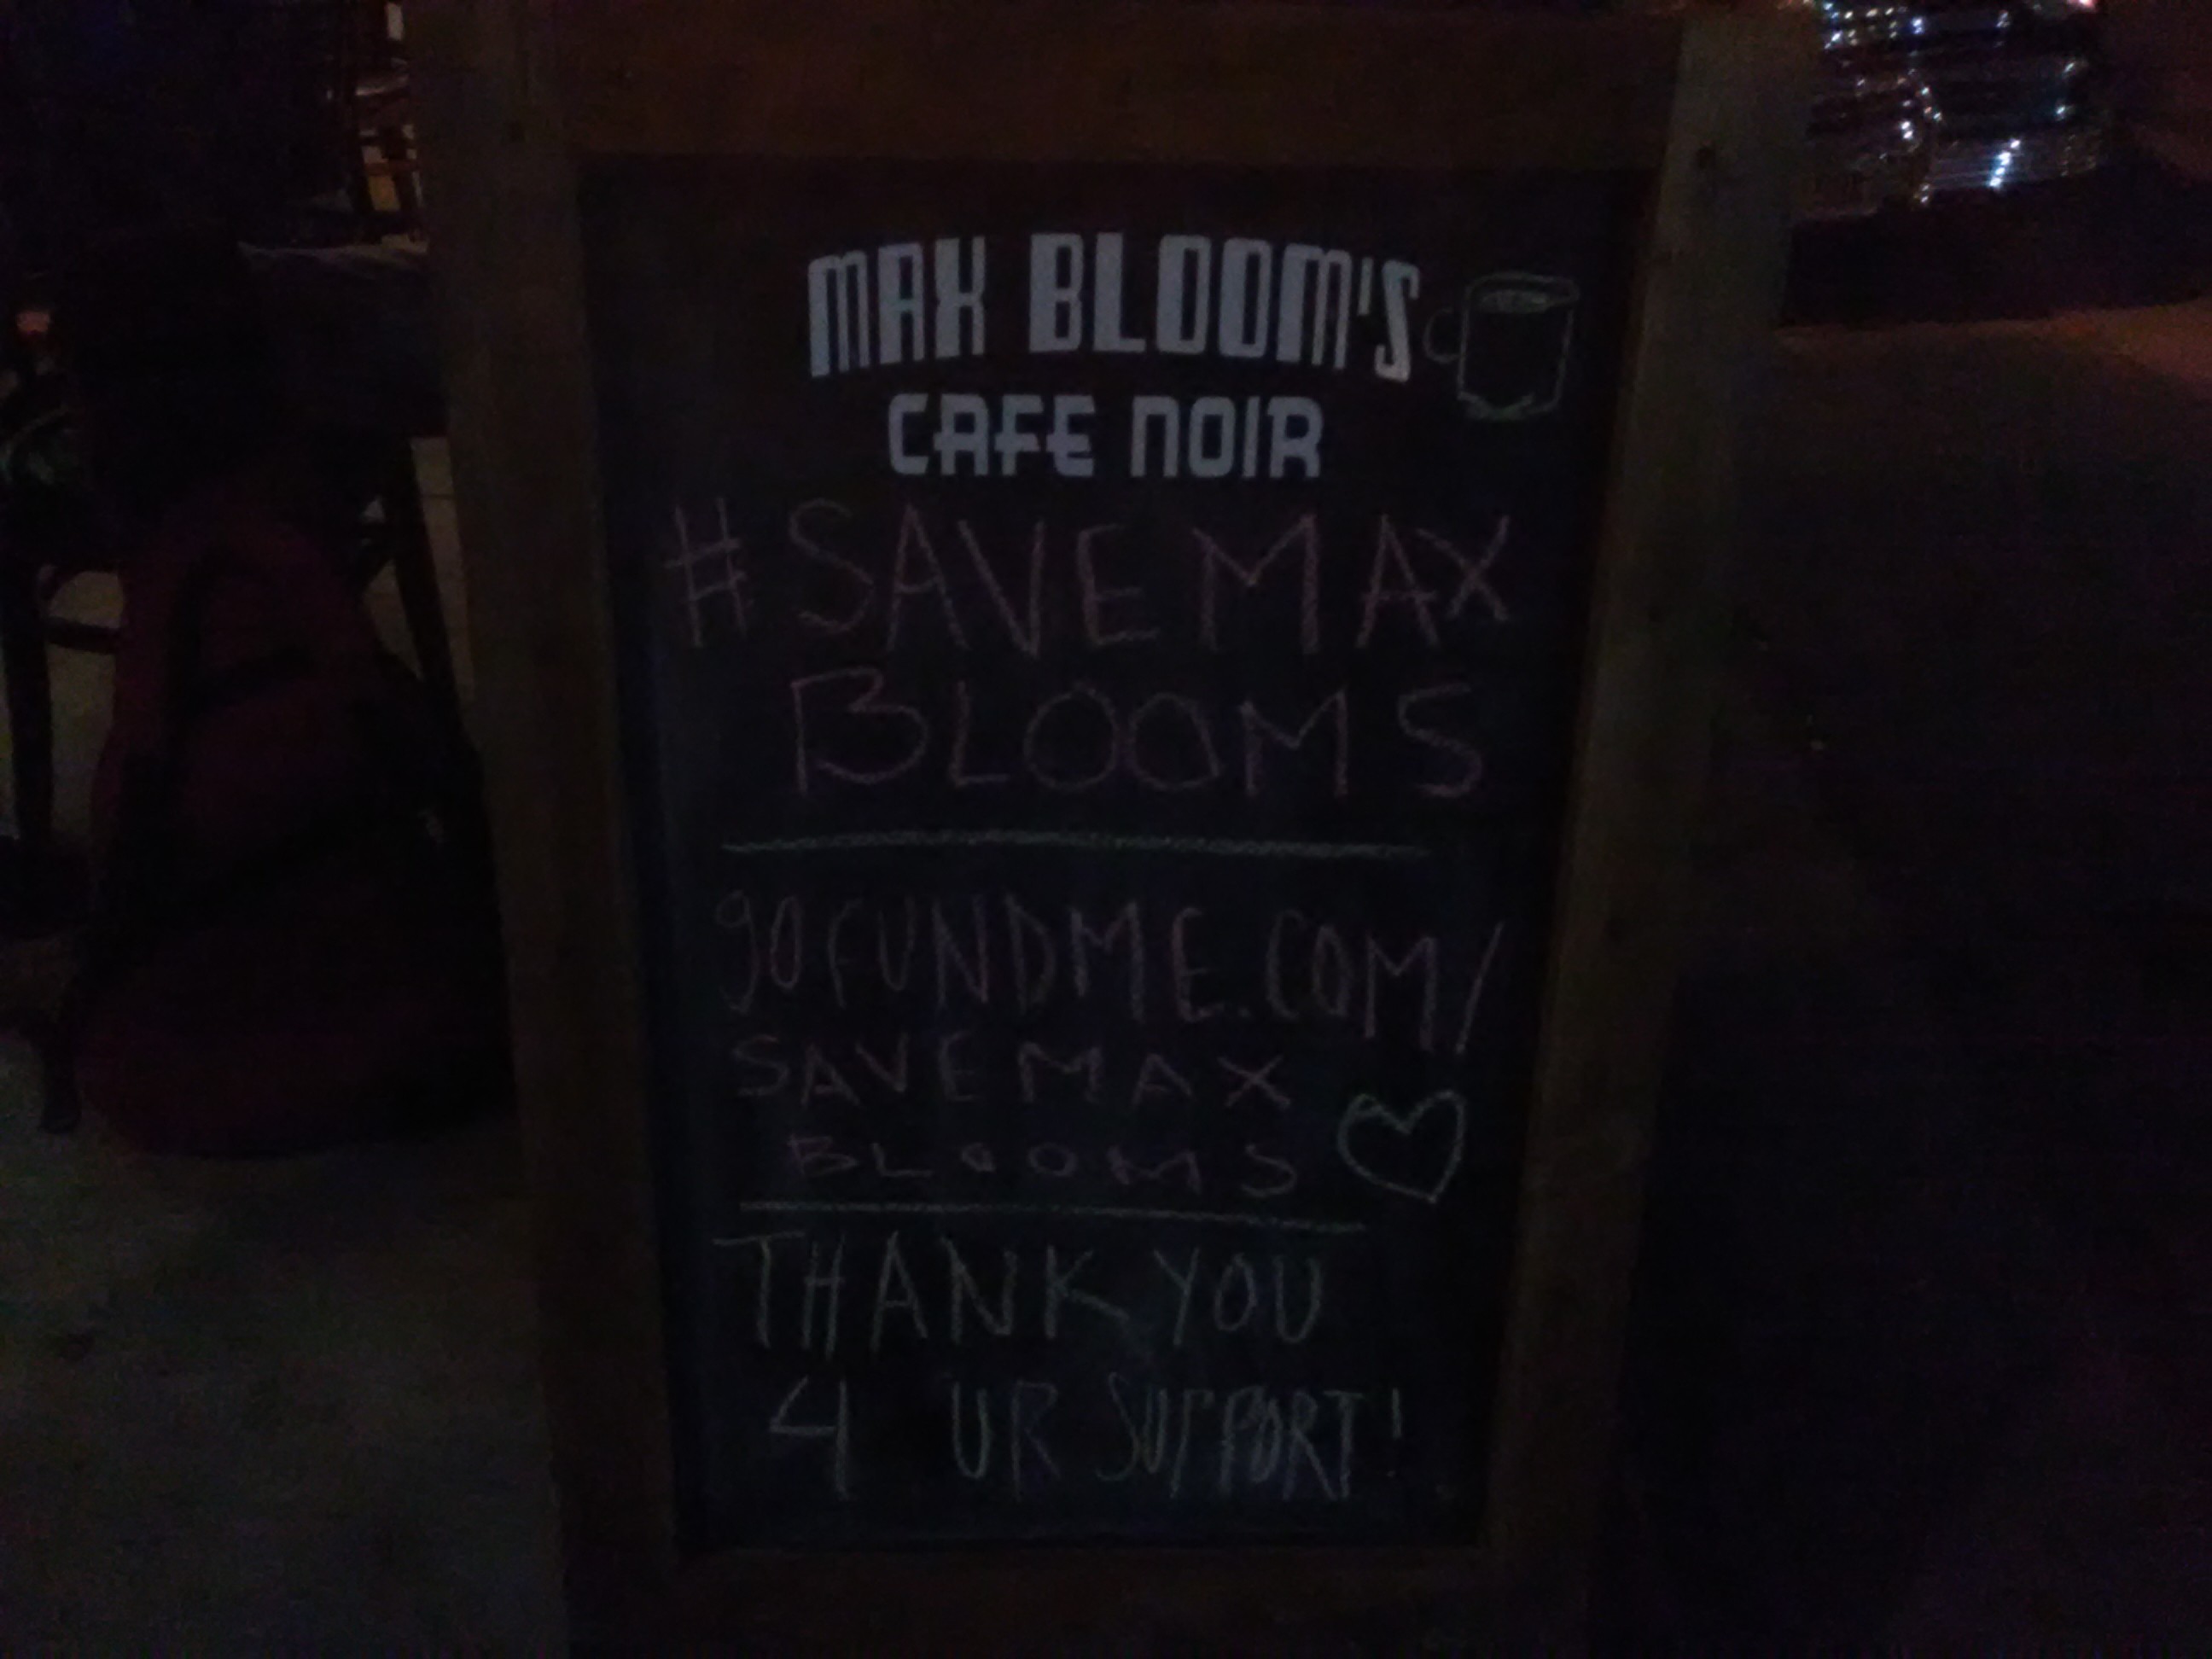 MAX BLOOM'S
CAFE NOIR
#SAVEMAX
BLOOMS
gOFUNDME.COM/
SAVEMAX
BLOOMS
THANK YOU
4 UR SUPPORT!